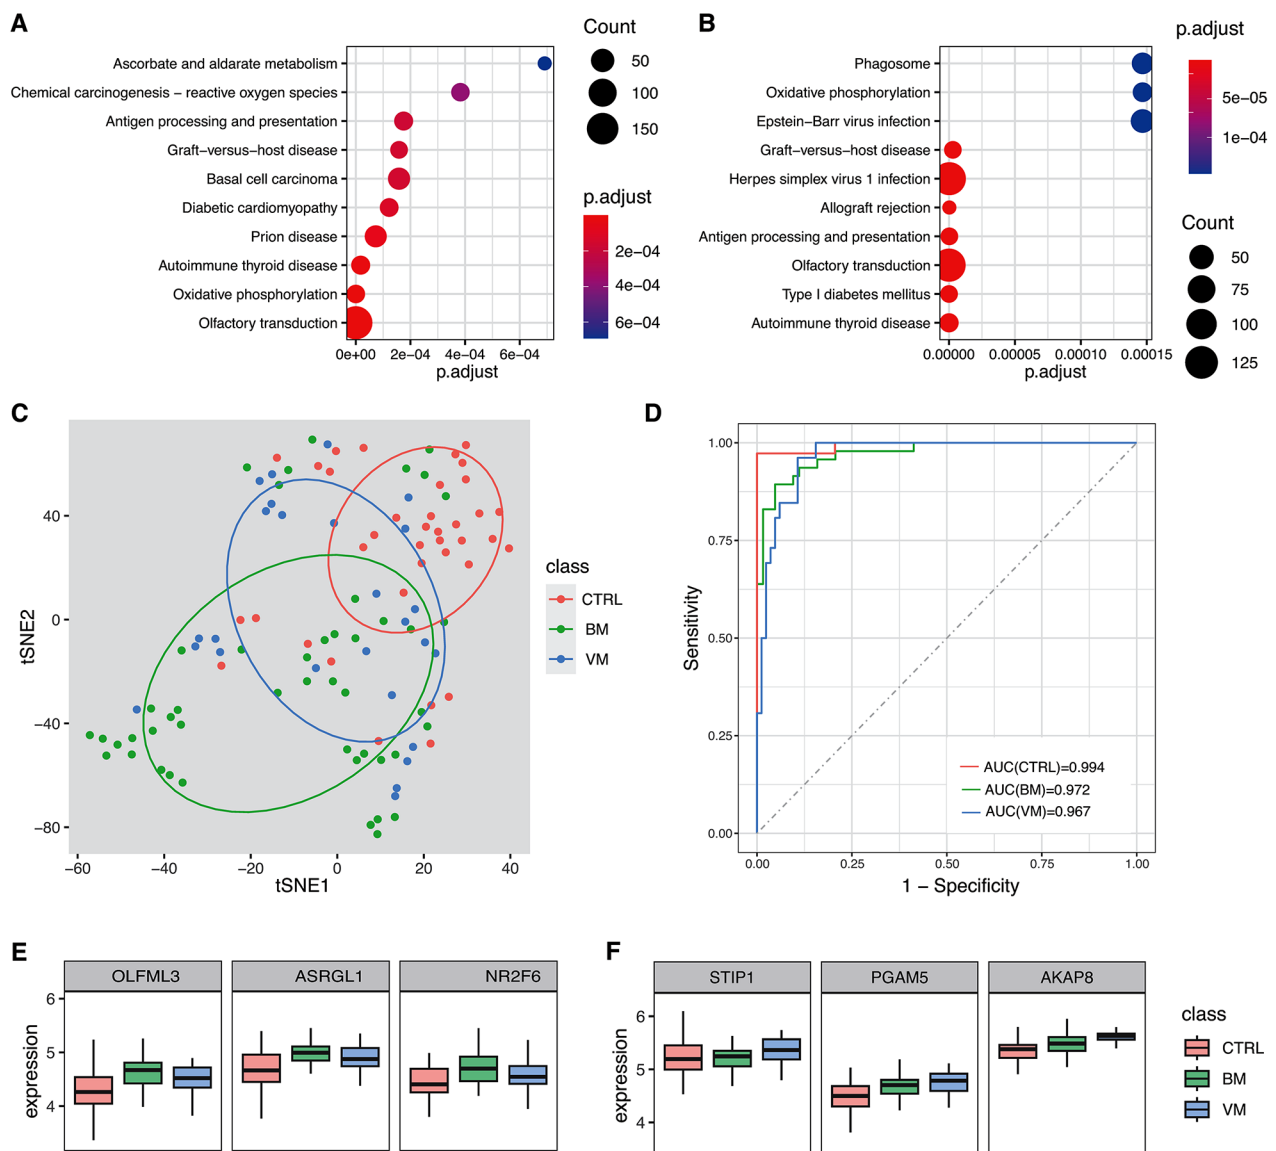 A
Ascorbate and aldarate metabolism
Chemical carcinogenesis − reactive oxygen species
Antigen processing and presentation
Graft−versus−host disease
Basal cell carcinoma
Diabetic cardiomyopathy
Prion disease
Autoimmune thyroid disease
Oxidative phosphorylation
Olfactory transduction
0e+00 2e−04 4e−04 6e−04
p.adjust
Count
50
100
150
p.adjust
2e−04
4e−04
6e−04
B
Phagosome
Oxidative phosphorylation
Epstein−Barr virus infection
Graft−versus−host disease
Herpes simplex virus 1 infection
Allograft rejection
Antigen processing and presentation
Olfactory transduction
Type I diabetes mellitus
Autoimmune thyroid disease
0.00000 0.00005 0.00010 0.00015
p.adjust
p.adjust
5e−05
1e−04
Count
50
75
100
125
C
tSNE2
40
0
−40
−80
−60 −40 −20 0 20 40
tSNE1
class
CTRL
BM
VM
D
Sensitivity
1.00
0.75
0.50
0.25
0.00
AUC(CTRL)=0.994
AUC(BM)=0.972
AUC(VM)=0.967
0.00 0.25 0.50 0.75 1.00
1 − Specificity
E
OLFML3 ASRGL1 NR2F6
expression
6
5
4
F
STIP1 PGAM5 AKAP8
expression
6
5
4
class
CTRL
BM
VM